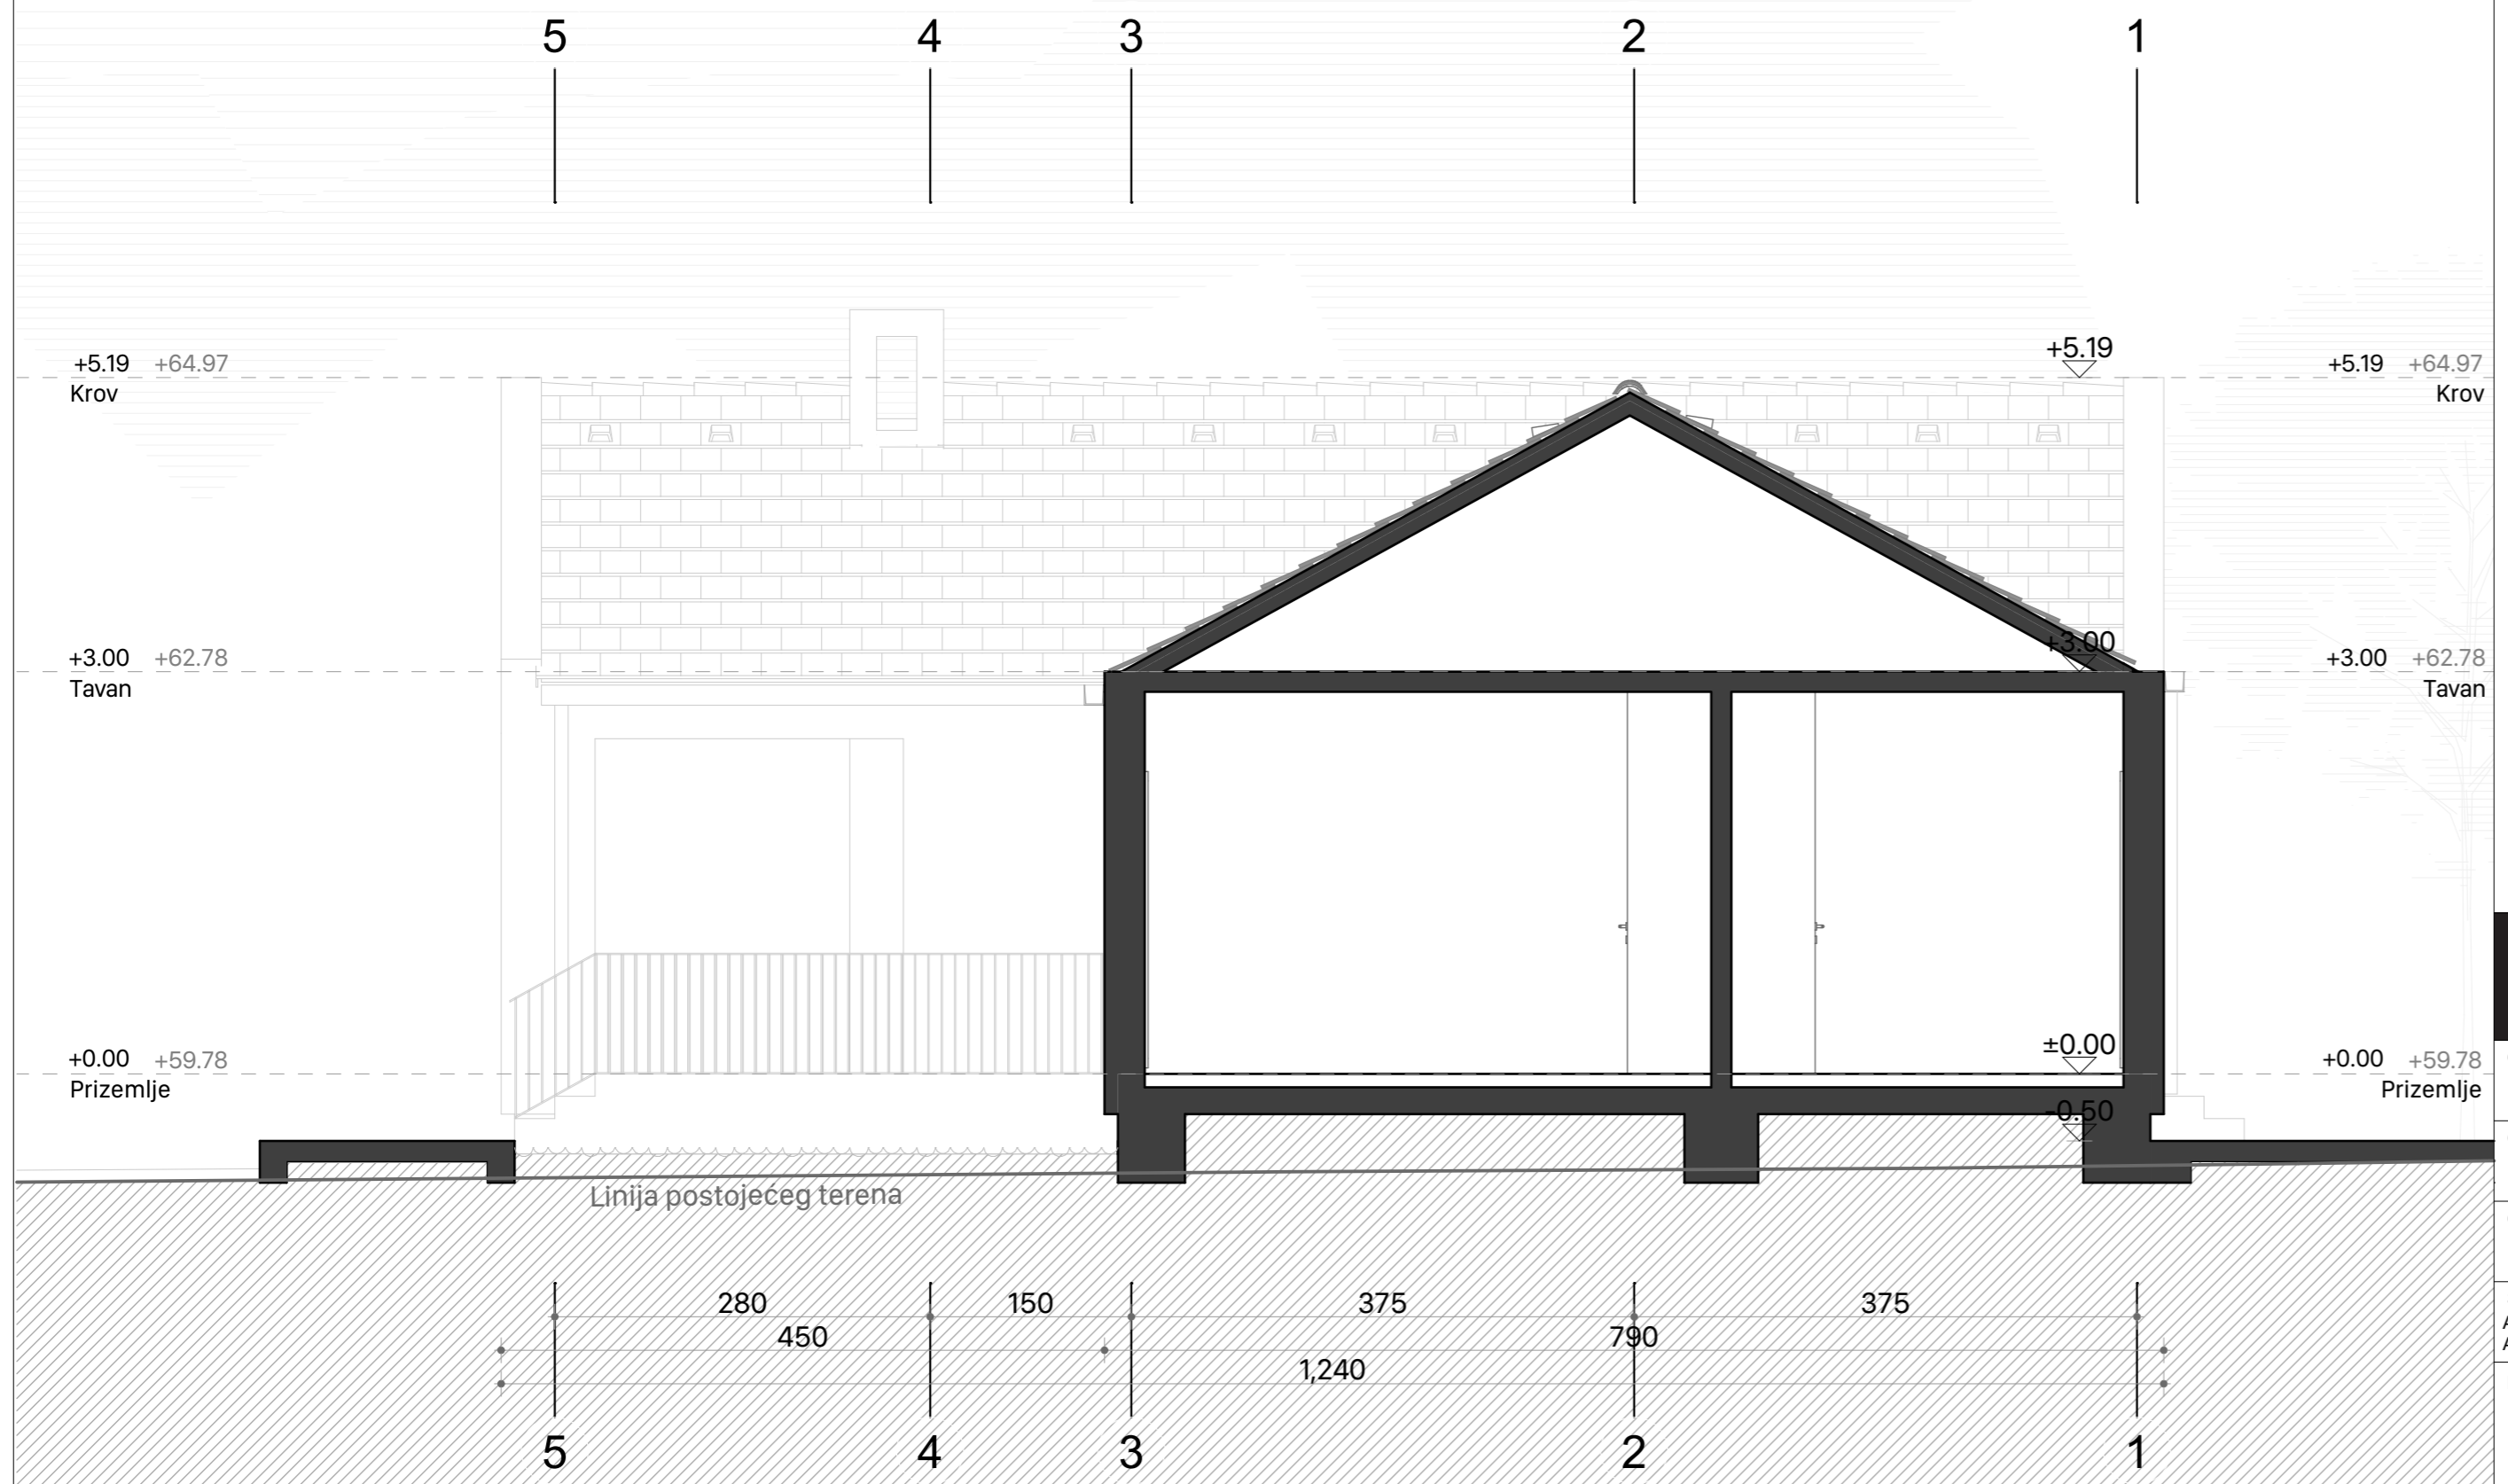 5 4 3 2 1
+5.19
+5.19 +64.97
Krov
+5.19 +64.97
Krov
+3.00
+3.00 +62.78
Tavan
+3.00 +62.78
Tavan
±0.00
+0.00 +59.78
Prizemlje
+0.00 +59.78
Prizemlje
-0.50
Linija postojećeg terena
280 150 375 375
450 790
1,240
A
A
5 4 3 2 1